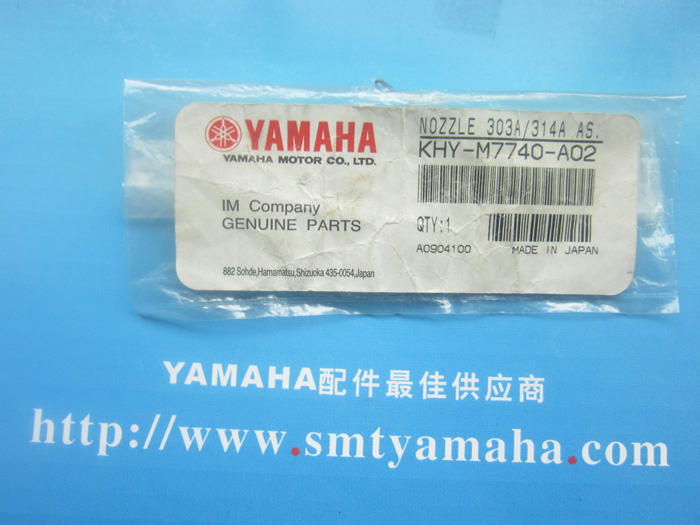 YAMAHA
YAMAHA MOTOR CO., LTD.
IM Company
GENUINE PARTS
882 Sohde,Hamamatsu,Shizuoka 435-0054,Japan
NOZZLE 303A/314A AS.
KHY-M7740-A02
QTY:1
A0904100 MADE IN JAPAN
YAMAHA配件最佳供应商
http://www.smtyamaha.com